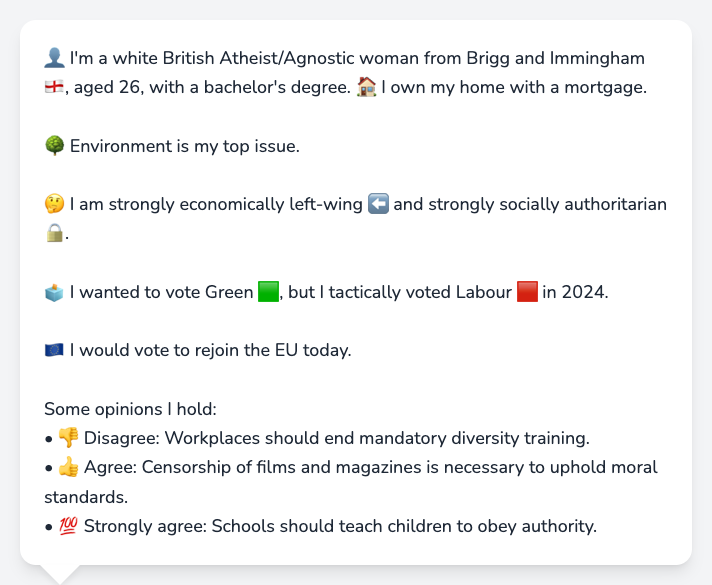 👤 I'm a white British Atheist/Agnostic woman from Brigg and Immingham
🏴󠁧󠁢󠁥󠁮󠁧󠁿, aged 26, with a bachelor's degree. 🏠 I own my home with a mortgage.
🌳 Environment is my top issue.
🤔 I am strongly economically left-wing ⬅️ and strongly socially authoritarian
🔒.
🗳️ I wanted to vote Green 🟩, but I tactically voted Labour 🟥 in 2024.
🇪🇺 I would vote to rejoin the EU today.
Some opinions I hold:
• 👎 Disagree: Workplaces should end mandatory diversity training.
• 👍 Agree: Censorship of films and magazines is necessary to uphold moral
standards.
• 💯 Strongly agree: Schools should teach children to obey authority.